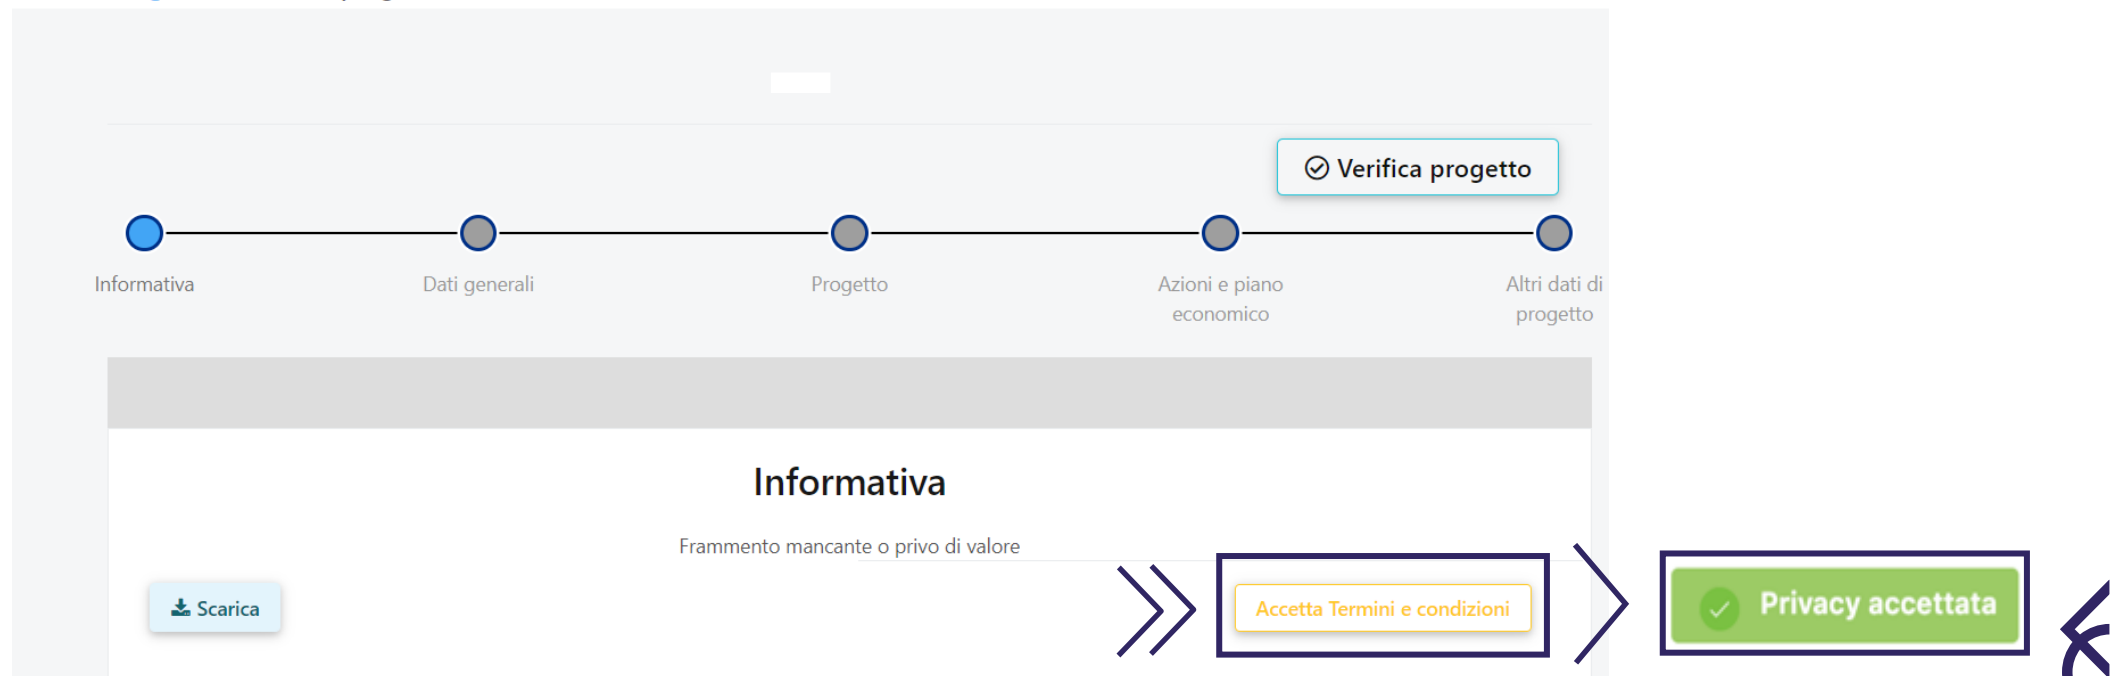 Verifica progetto
Informativa
Dati generali
Progetto
Azioni e piano
economico
Altri dati di
progetto
Informativa
Frammento mancante o privo di valore
Scarica
Accetta Termini e condizioni
Privacy accettata